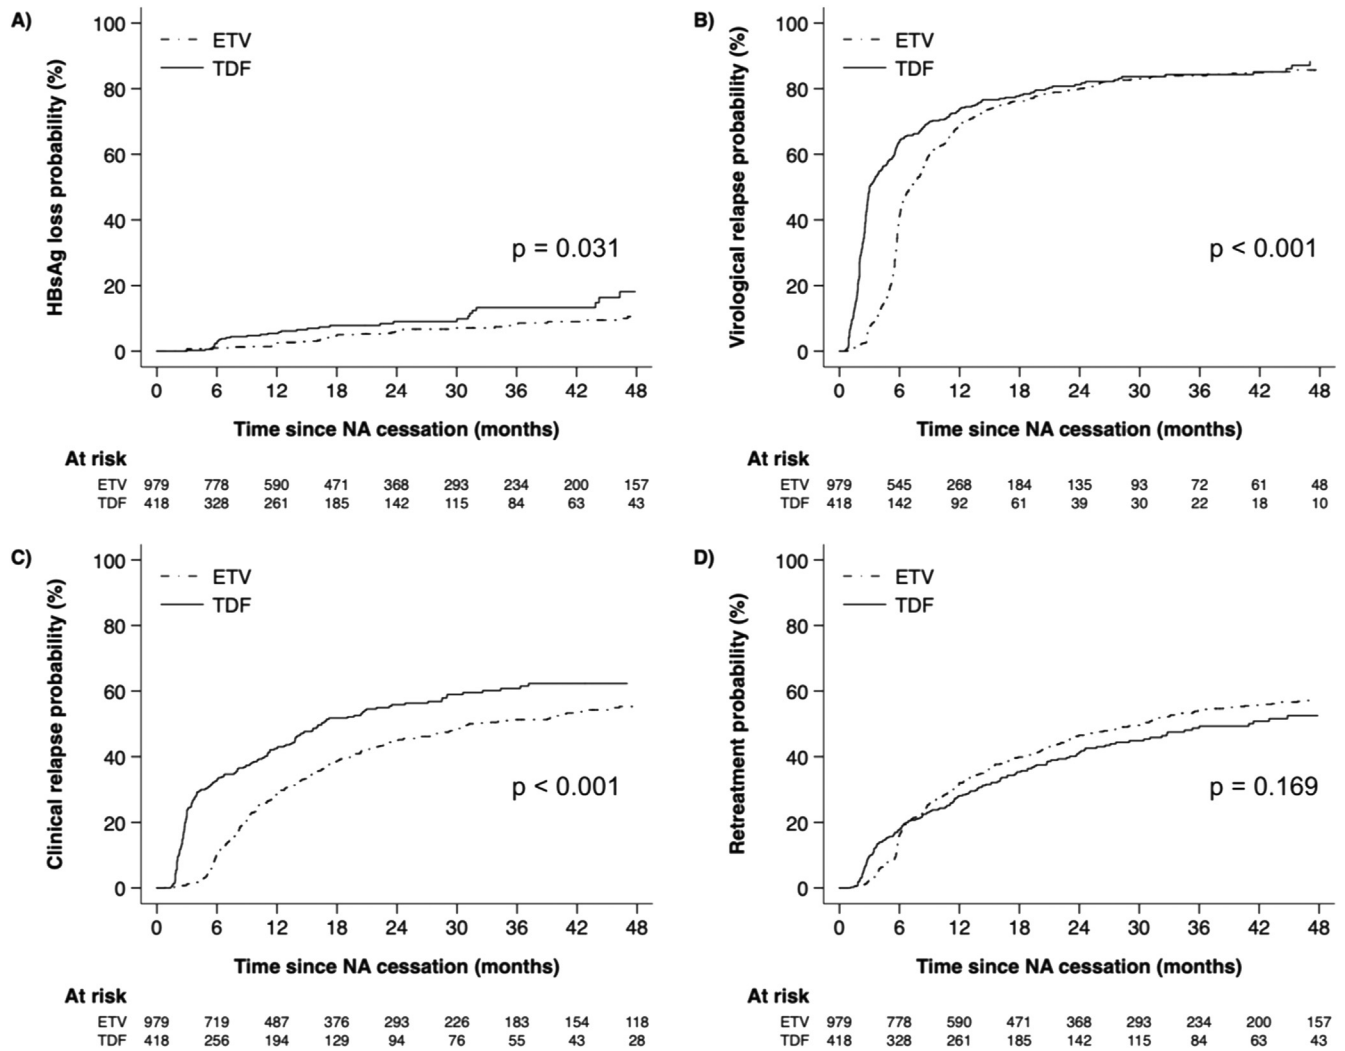 A)
HBsAg loss probability (%)
100
80
60
40
20
0
ETV
TDF
p = 0.031
0 6 12 18 24 30 36 42 48
Time since NA cessation (months)
At risk
ETV 979 778 590 471 368 293 234 200 157
TDF 418 328 261 185 142 115 84 63 43
B)
Virological relapse probability (%)
100
80
60
40
20
0
ETV
TDF
p < 0.001
0 6 12 18 24 30 36 42 48
Time since NA cessation (months)
At risk
ETV 979 545 268 184 135 93 72 61 48
TDF 418 142 92 61 39 30 22 18 10
C)
Clinical relapse probability (%)
100
80
60
40
20
0
ETV
TDF
p < 0.001
0 6 12 18 24 30 36 42 48
Time since NA cessation (months)
At risk
ETV 979 719 487 376 293 226 183 154 118
TDF 418 256 194 129 94 76 55 43 28
D)
Retreatment probability (%)
100
80
60
40
20
0
ETV
TDF
p = 0.169
0 6 12 18 24 30 36 42 48
Time since NA cessation (months)
At risk
ETV 979 778 590 471 368 293 234 200 157
TDF 418 328 261 185 142 115 84 63 43